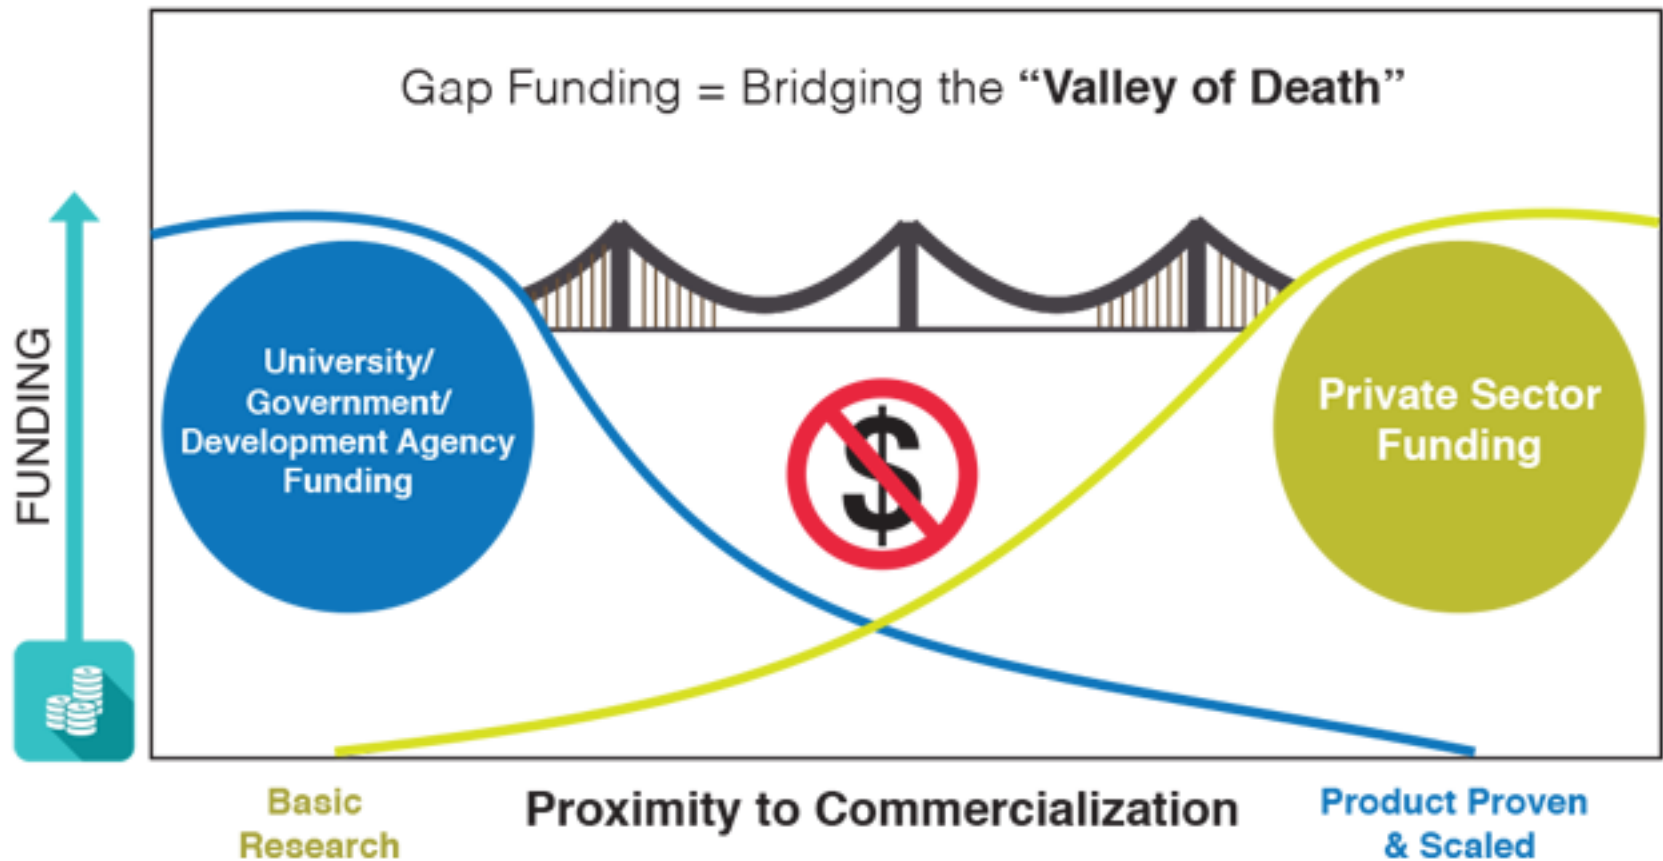 Gap Funding = Bridging the “Valley of Death”
FUNDING
University/
Government/
Development Agency
Funding
$
Private Sector
Funding
Basic
Research
Proximity to Commercialization
Product Proven
& Scaled